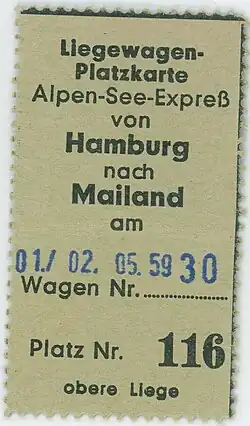 Liegewagen-
Platzkarte
Alpen-See-Expreß
von
Hamburg
nach
Mailand
am
01./02. 05. 59 30
Wagen Nr. ...............
Platz Nr. 116
obere Liege